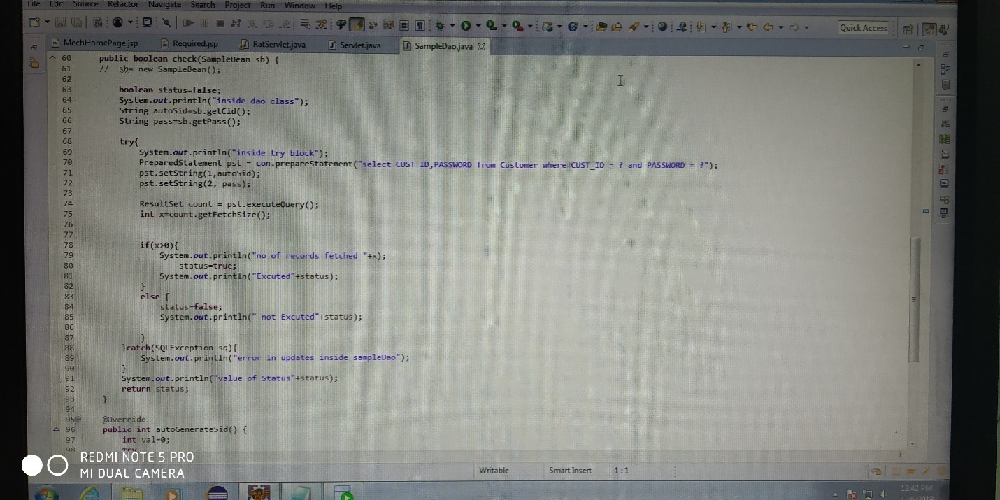 File Edit Source Refactor Navigate Search Project Run Window Help
Quick Access
MechHomePage.jsp Required.jsp RatServlet.java Servlet.java SampleDao.java
60 public boolean check(SampleBean sb) {
61 // sb= new SampleBean();
62
63 boolean status=false;
64 System.out.println("inside dao class");
65 String autoSid=sb.getCid();
66 String pass=sb.getPass();
67
68 try{
69 System.out.println("inside try block");
70 PreparedStatement pst = con.prepareStatement("select CUST_ID,PASSWORD from Customer where CUST_ID = ? and PASSWORD = ?");
71 pst.setString(1,autoSid);
72 pst.setString(2, pass);
73
74 ResultSet count = pst.executeQuery();
75 int x=count.getFetchSize();
76
77
78 if(x>0){
79 System.out.println("no of records fetched "+x);
80 status=true;
81 System.out.println("Excuted"+status);
82 }
83 else {
84 status=false;
85 System.out.println(" not Excuted"+status);
86
87 }
88 }catch(SQLException sq){
89 System.out.println("error in updates inside sampleDao");
90 }
91 System.out.println("value of Status"+status);
92 return status;
93 }
94
95 @Override
96 public int autoGenerateSid() {
97 int val=0;
98 try
REDMI NOTE 5 PRO
MI DUAL CAMERA
Writable Smart Insert 1:1
12:42 PM